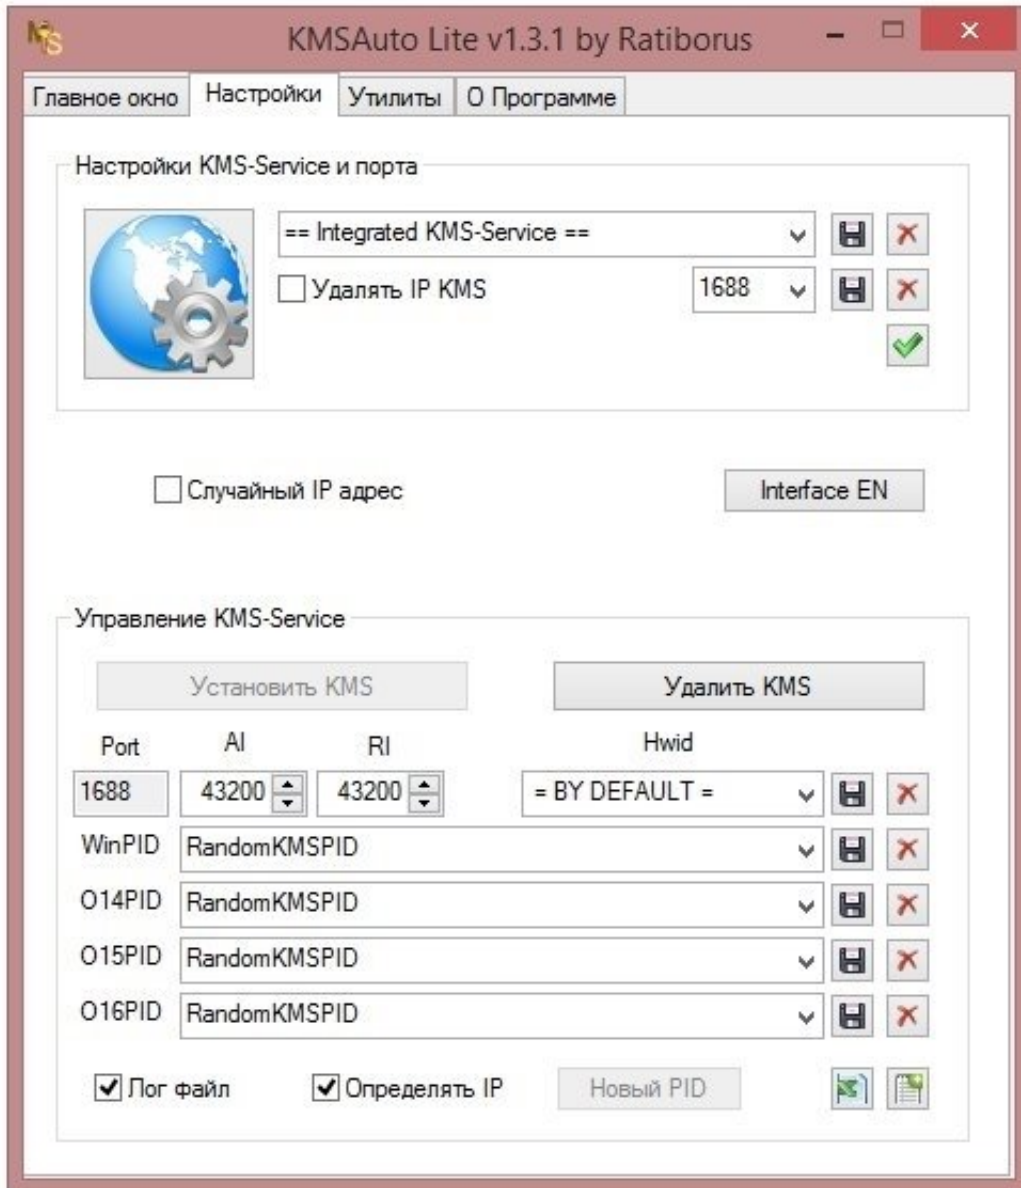 KMSAuto Lite v1.3.1 by Ratiborus
Главное окно Настройки Утилиты О Программе
Настройки KMS-Service и порта
== Integrated KMS-Service ==
Удалять IP KMS 1688
Случайный IP адрес Interface EN
Управление KMS-Service
Установить KMS Удалить KMS
Port AI RI Hwid
1688 43200 43200 = BY DEFAULT =
WinPID RandomKMSPID
O14PID RandomKMSPID
O15PID RandomKMSPID
O16PID RandomKMSPID
Лог файл Определять IP Новый PID